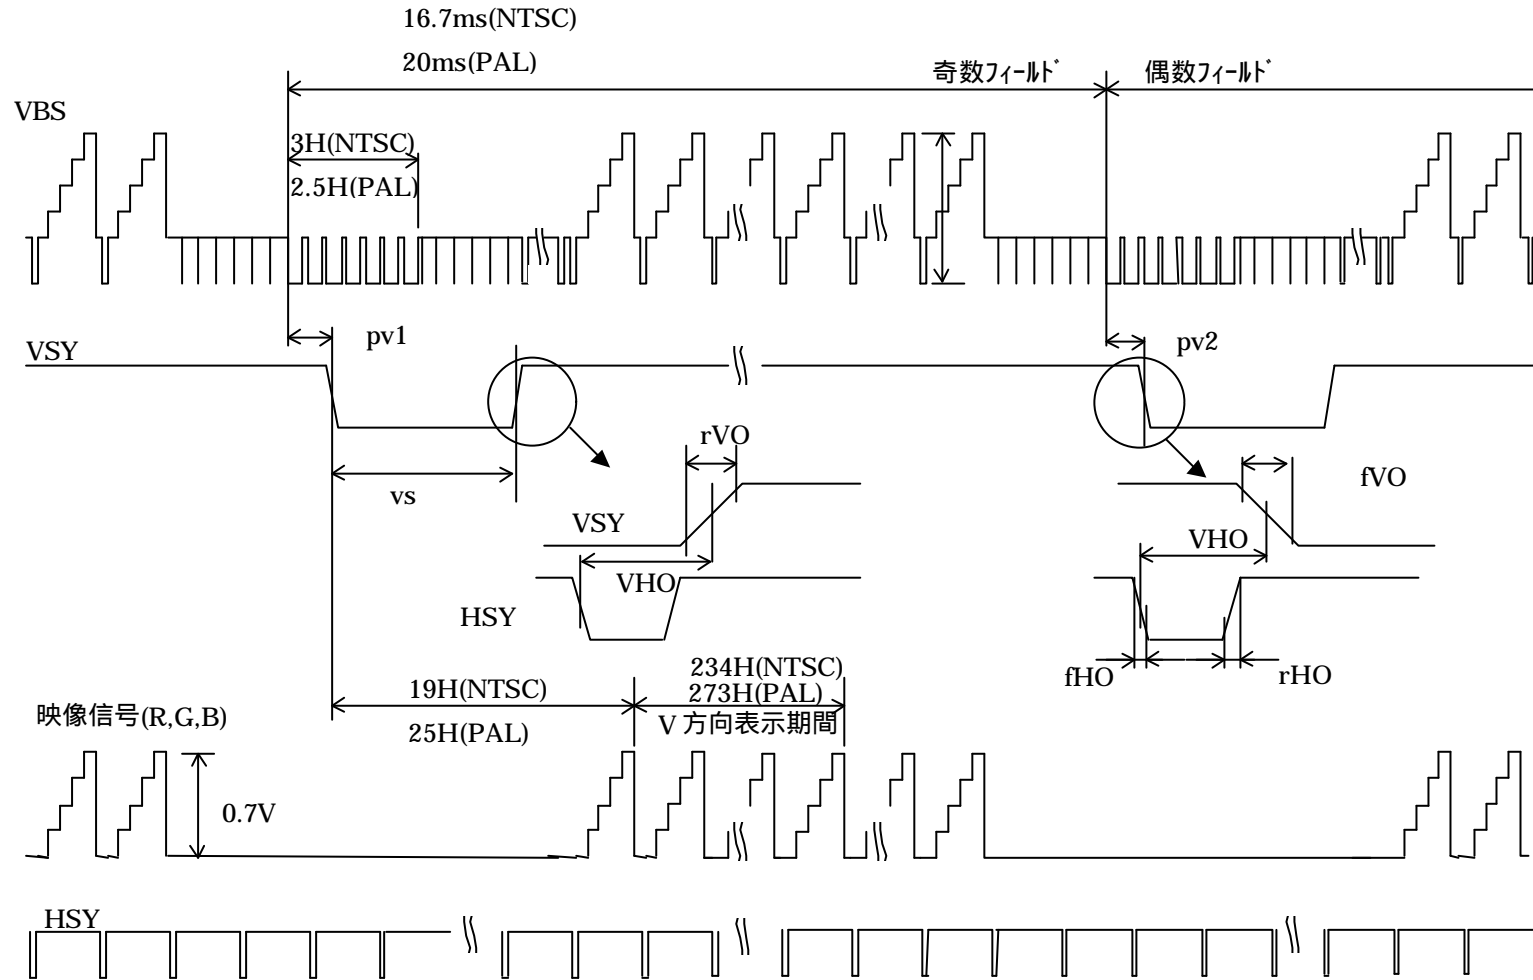 16.7ms(NTSC)
20ms(PAL)
奇数フィールド
偶数フィールド
VBS
3H(NTSC)
2.5H(PAL)
pv1
pv2
VSY
rVO
fVO
vs
VSY
VHO
VHO
HSY
fHO
rHO
234H(NTSC)
19H(NTSC)
273H(PAL)
映像信号(R,G,B)
25H(PAL)
V 方向表示期間
0.7V
HSY